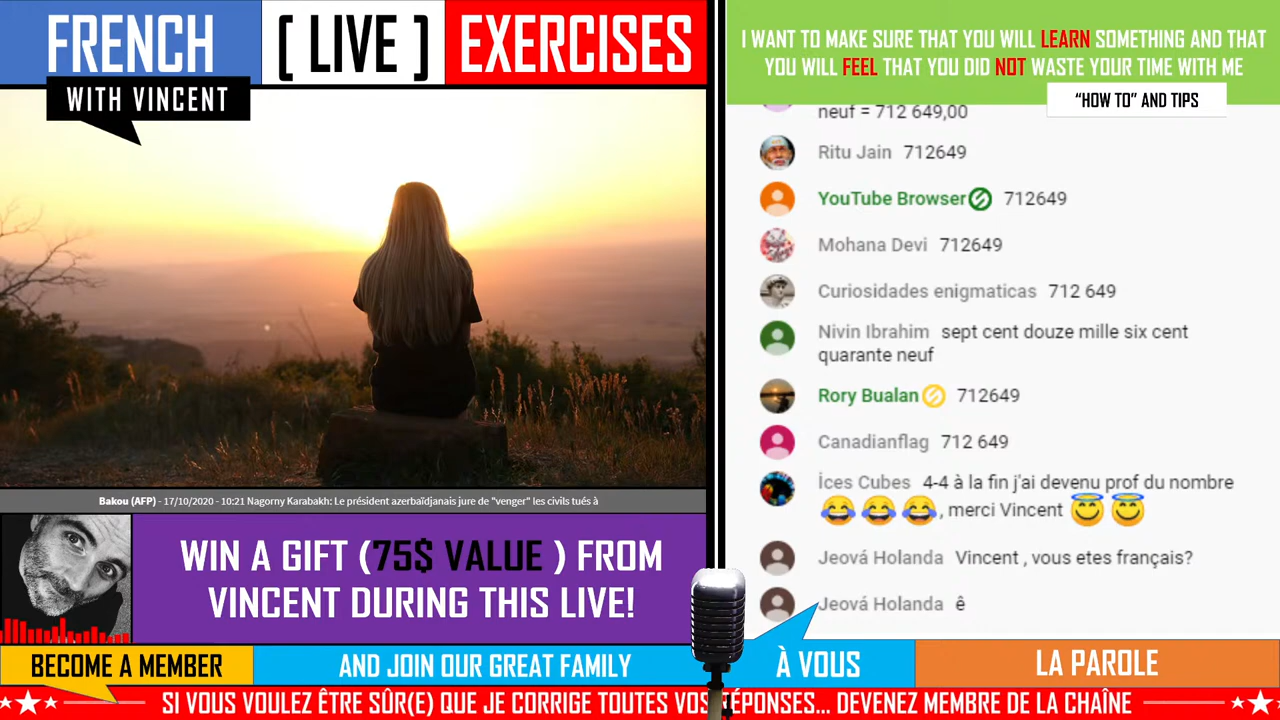 FRENCH
[ LIVE ]
EXERCISES
WITH VINCENT
I WANT TO MAKE SURE THAT YOU WILL LEARN SOMETHING AND THAT
YOU WILL FEEL THAT YOU DID NOT WASTE YOUR TIME WITH ME
“HOW TO” AND TIPS
neuf = 712 649,00
Ritu Jain 712649
YouTube Browser 712649
Mohana Devi 712649
Curiosidades enigmaticas 712 649
Nivin Ibrahim sept cent douze mille six cent
quarante neuf
Rory Bualan 712649
Canadianflag 712 649
İces Cubes 4-4 à la fin j'ai devenu prof du nombre
😂😂😂, merci Vincent 😇😇
Jeová Holanda Vincent , vous etes français?
Jeová Holanda ê
Bakou (AFP) - 17/10/2020 - 10:21 Nagorny Karabakh: Le président azerbaïdjanais jure de "venger" les civils tués à
WIN A GIFT (75$ VALUE ) FROM
VINCENT DURING THIS LIVE!
BECOME A MEMBER
AND JOIN OUR GREAT FAMILY
À VOUS
LA PAROLE
SI VOUS VOULEZ ÊTRE SÛR(E) QUE JE CORRIGE TOUTES VOS RÉPONSES... DEVENEZ MEMBRE DE LA CHAÎNE